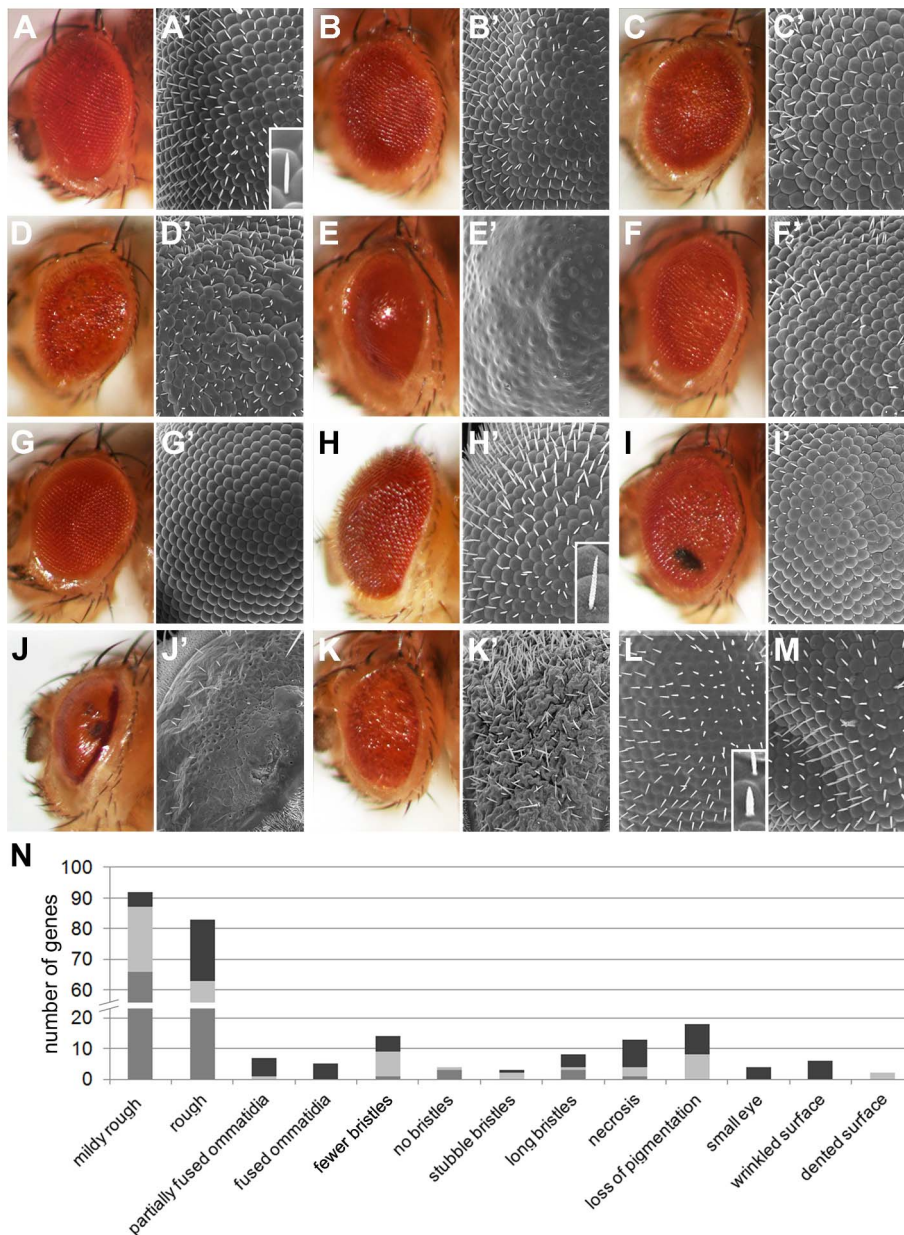 A A' B B' C C'
D D' E E' F F'
G G' H H' I I'
J J' K K' L M
N
number of genes
100
90
80
70
60
20
10
0
mildy rough
rough
partially fused ommatidia
fused ommatidia
fewer bristles
no bristles
stubble bristles
long bristles
necrosis
loss of pigmentation
small eye
wrinkled surface
dented surface